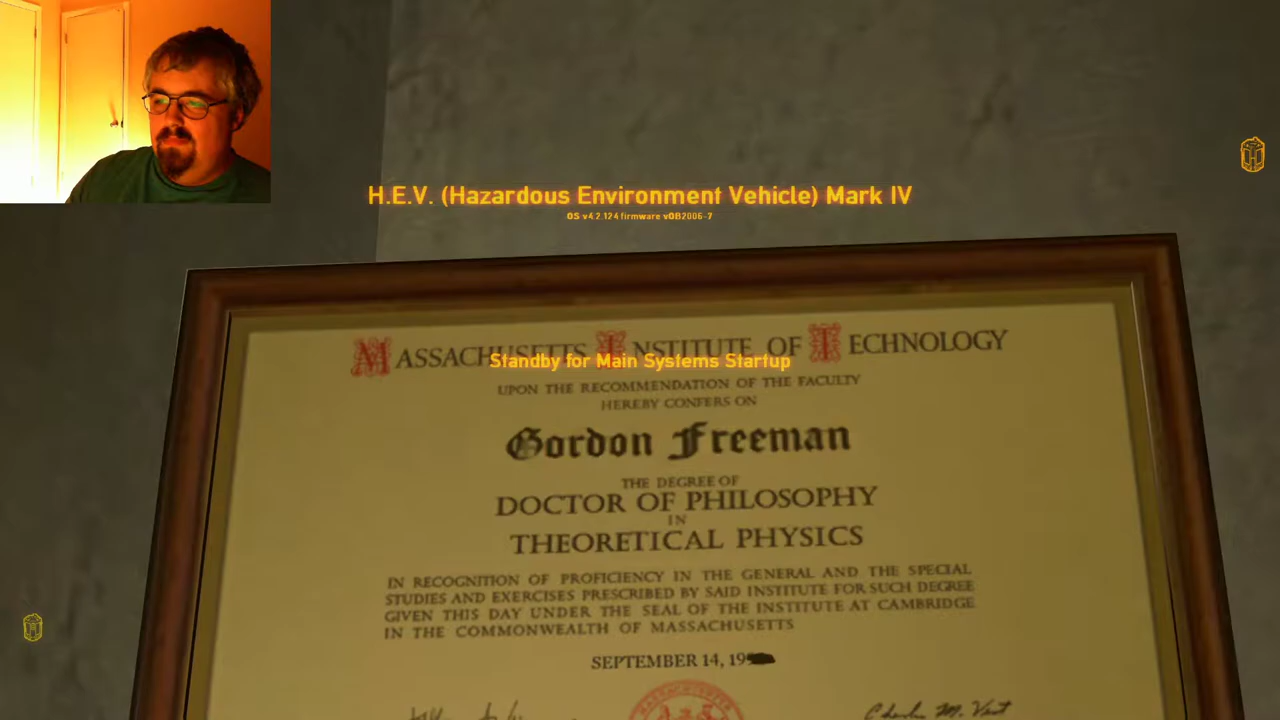 H.E.V. (Hazardous Environment Vehicle) Mark IV
OS v4.2.124 firmware vOB2006-7
MASSACHUSETTS INSTITUTE OF TECHNOLOGY
Standby for Main Systems Startup
UPON THE RECOMMENDATION OF THE FACULTY
HEREBY CONFERS ON
Gordon Freeman
THE DEGREE OF
DOCTOR OF PHILOSOPHY
IN
THEORETICAL PHYSICS
IN RECOGNITION OF PROFICIENCY IN THE GENERAL AND THE SPECIAL
STUDIES AND EXERCISES PRESCRIBED BY SAID INSTITUTE FOR SUCH DEGREE
GIVEN THIS DAY UNDER THE SEAL OF THE INSTITUTE AT CAMBRIDGE
IN THE COMMONWEALTH OF MASSACHUSETTS
SEPTEMBER 14, 19
Charles M. Vest